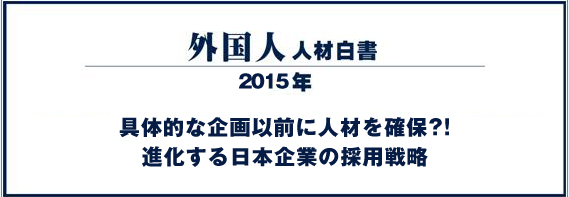 外国人 人材白書
2015年
具体的な企画以前に人材を確保?!
進化する日本企業の採用戦略